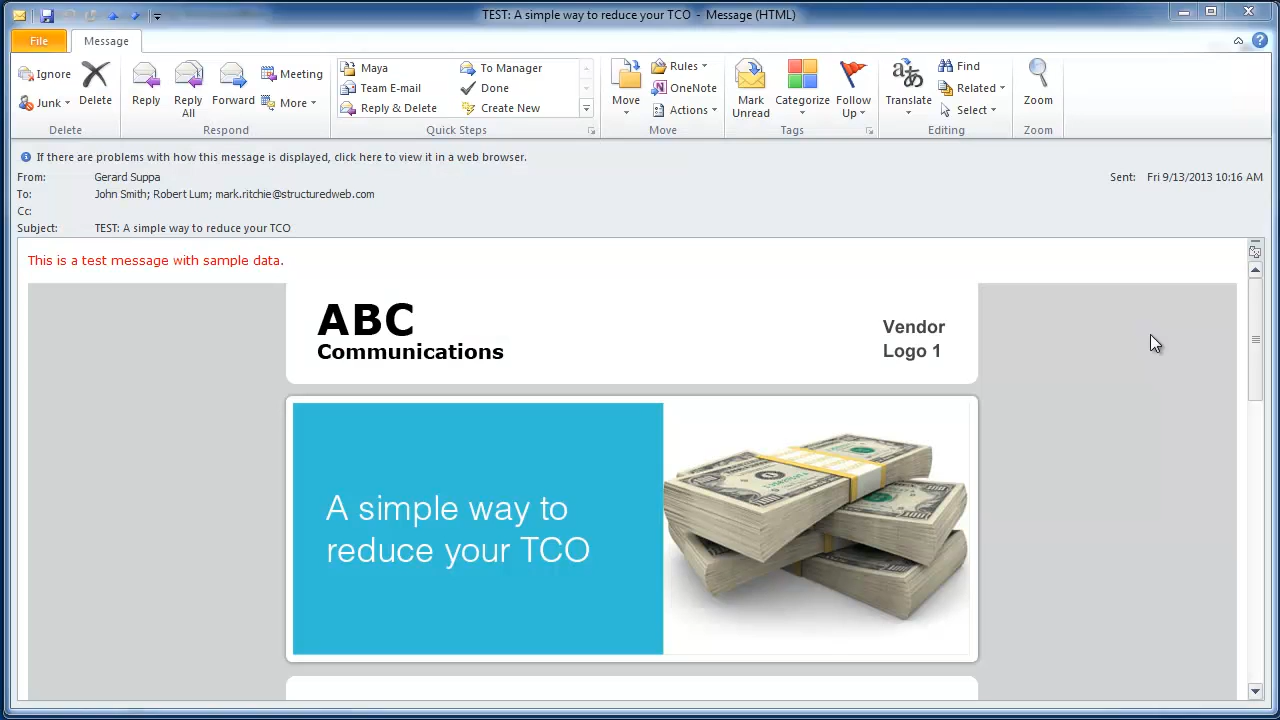 TEST: A simple way to reduce your TCO - Message (HTML)
File Message
Ignore
Junk
Delete
Delete
Reply
Reply All
Forward
Meeting
More
Respond
Maya
Team E-mail
Reply & Delete
To Manager
Done
Create New
Quick Steps
Move
Rules
OneNote
Actions
Move
Mark Unread
Categorize
Follow Up
Tags
Translate
Find
Related
Select
Editing
Zoom
Zoom
If there are problems with how this message is displayed, click here to view it in a web browser.
From: Gerard Suppa
Sent: Fri 9/13/2013 10:16 AM
To: John Smith; Robert Lum; mark.ritchie@structuredweb.com
Cc:
Subject: TEST: A simple way to reduce your TCO
This is a test message with sample data.
ABC
Communications
Vendor
Logo 1
A simple way to
reduce your TCO
100
100